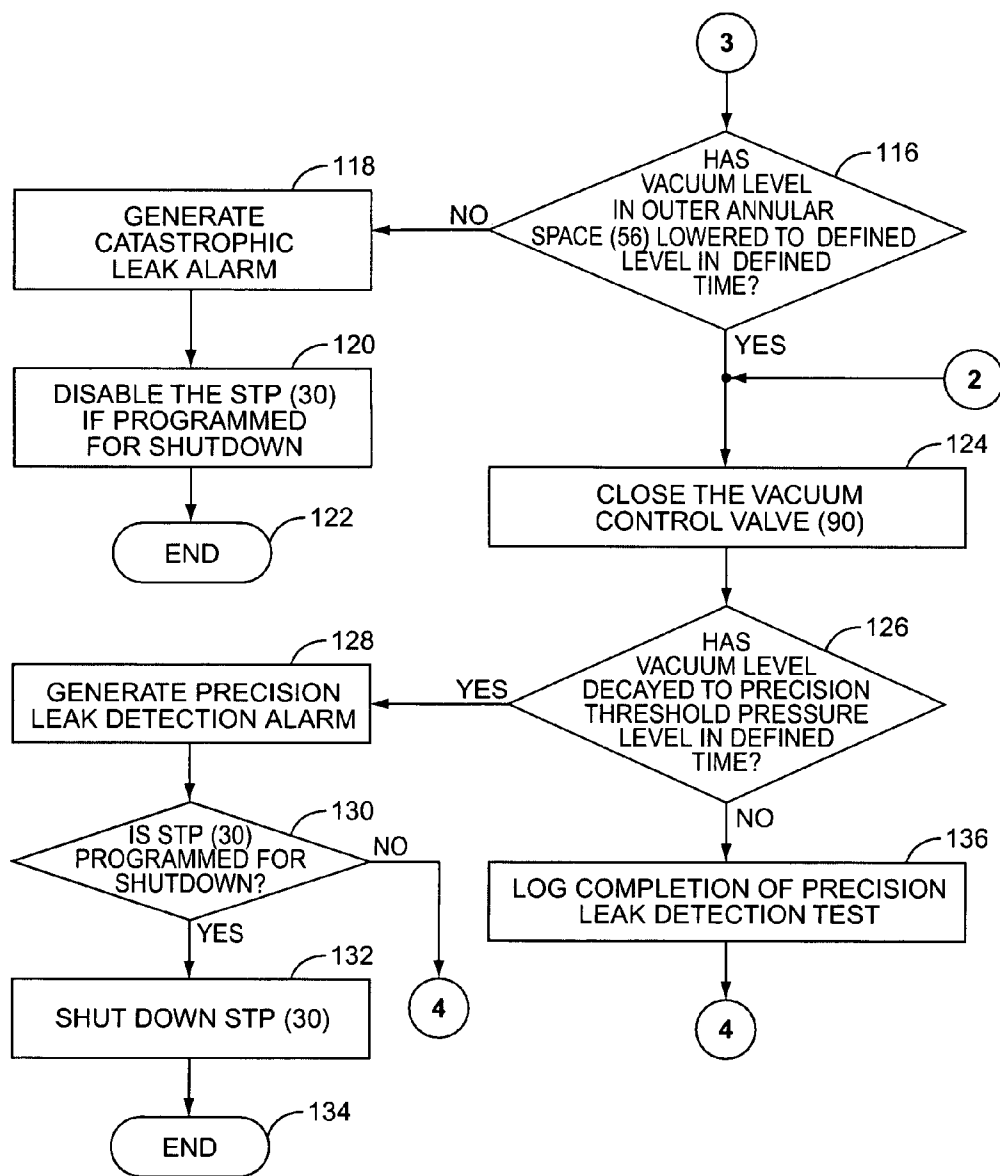 3
HAS
VACUUM LEVEL
IN OUTER ANNULAR
SPACE (56) LOWERED TO DEFINED
LEVEL IN DEFINED
TIME?
116
NO
118
GENERATE
CATASTROPHIC
LEAK ALARM
YES
2
120
DISABLE THE STP (30)
IF PROGRAMMED
FOR SHUTDOWN
122
END
124
CLOSE THE VACUUM
CONTROL VALVE (90)
126
HAS
VACUUM LEVEL
DECAYED TO PRECISION
THRESHOLD PRESSURE
LEVEL IN DEFINED
TIME?
YES
128
GENERATE PRECISION
LEAK DETECTION ALARM
130
IS STP (30)
PROGRAMMED FOR
SHUTDOWN?
NO
4
YES
132
SHUT DOWN STP (30)
END
134
NO
136
LOG COMPLETION OF PRECISION
LEAK DETECTION TEST
4